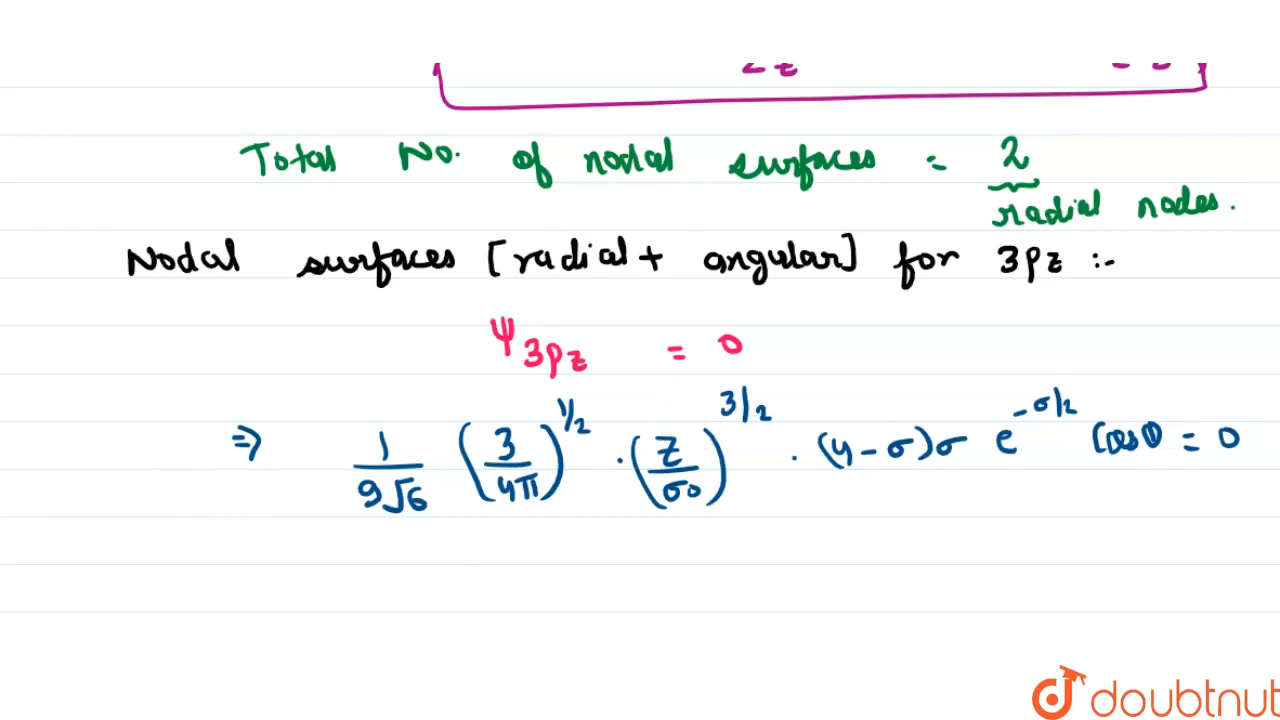 Total No. of nodal surfaces = 2
radial nodes.
Nodal surfaces [radial + angular] for 3pz :-
Ψ3pz = 0
⇒ 1/9√6 (3/4π)^1/2 · (Z/σ0)^3/2 · (4-σ)σ e^-σ/2 Cosθ = 0
doubtnut